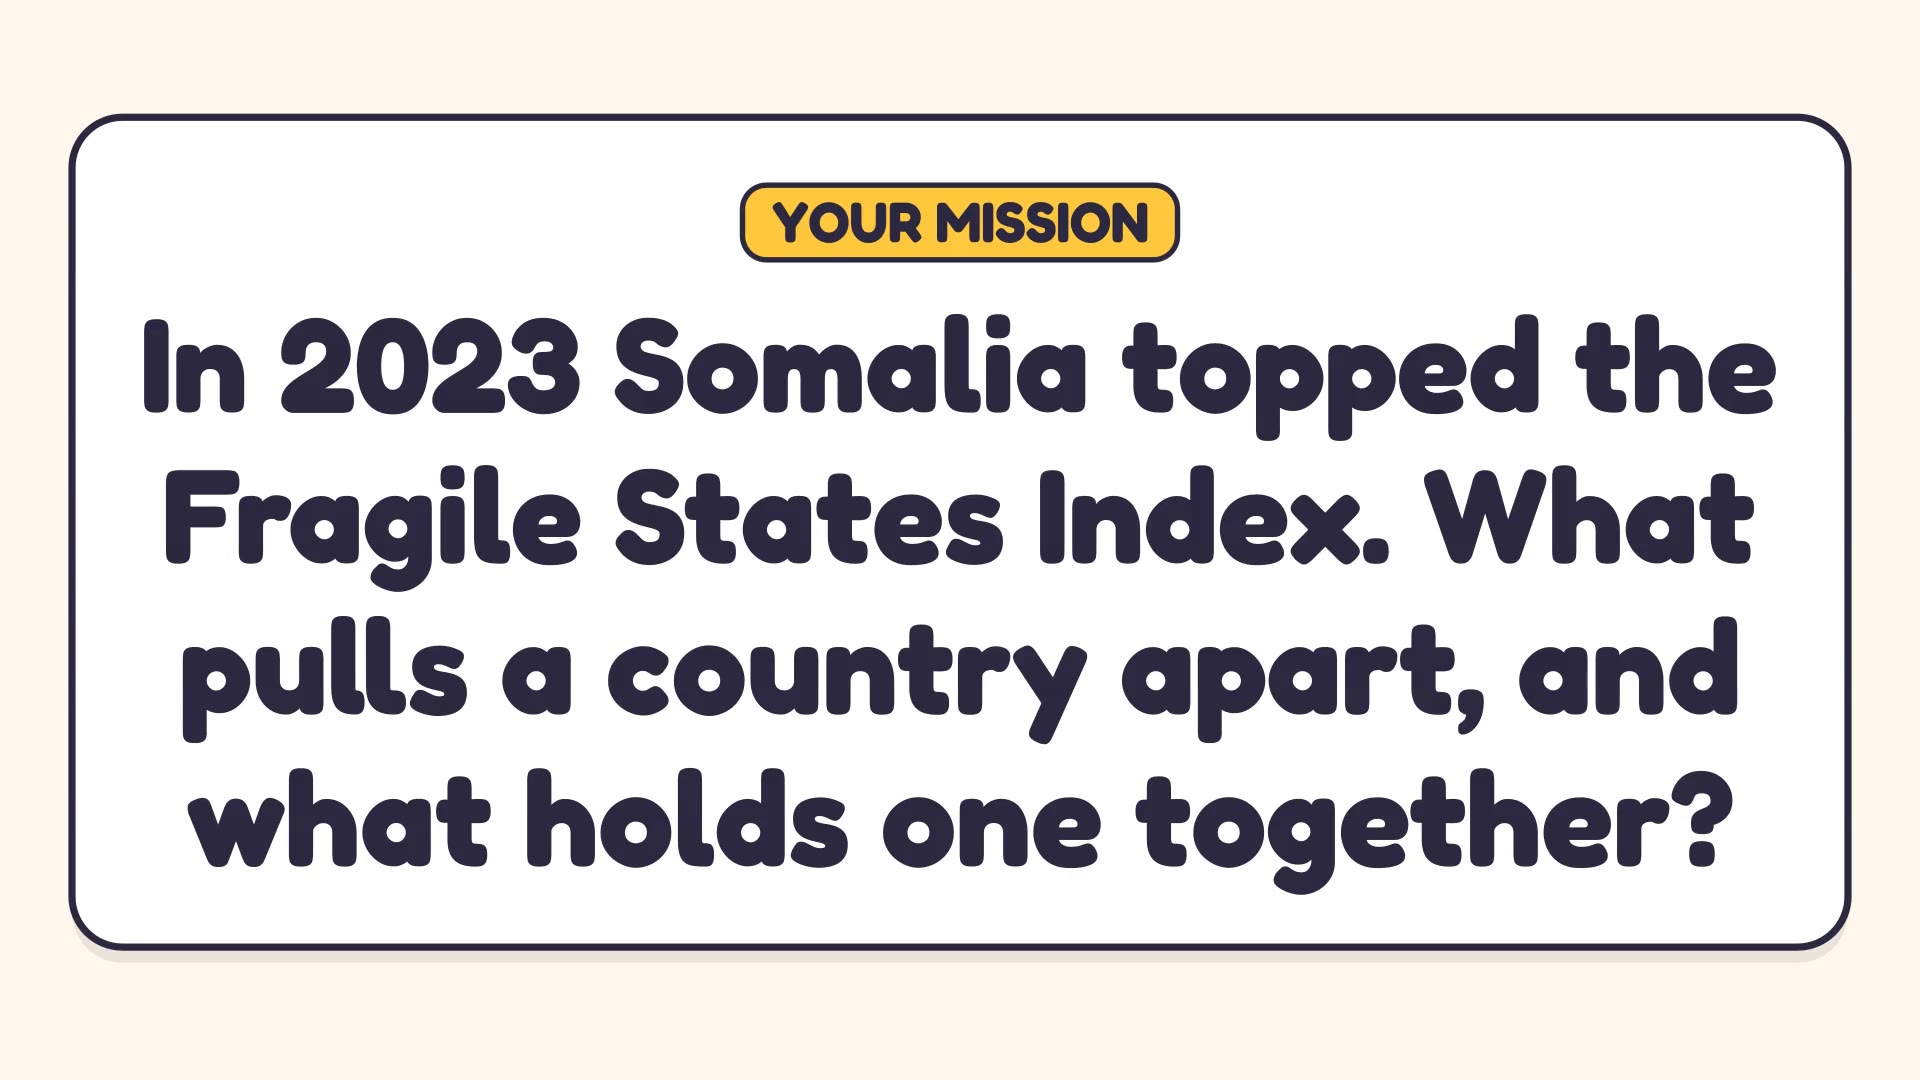 YOUR MISSION
In 2023 Somalia topped the
Fragile States Index. What
pulls a country apart, and
what holds one together?